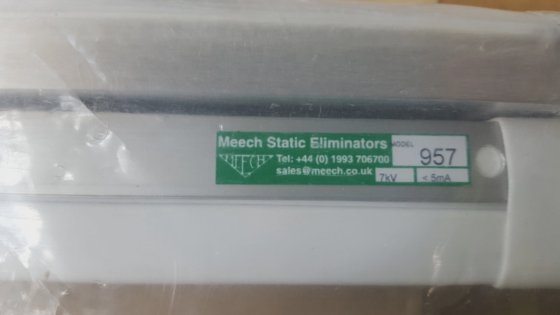 Meech Static Eliminators
MODEL
957
MEECH
Tel: +44 (0) 1993 706700
sales@meech.co.uk
7kV
< 5mA